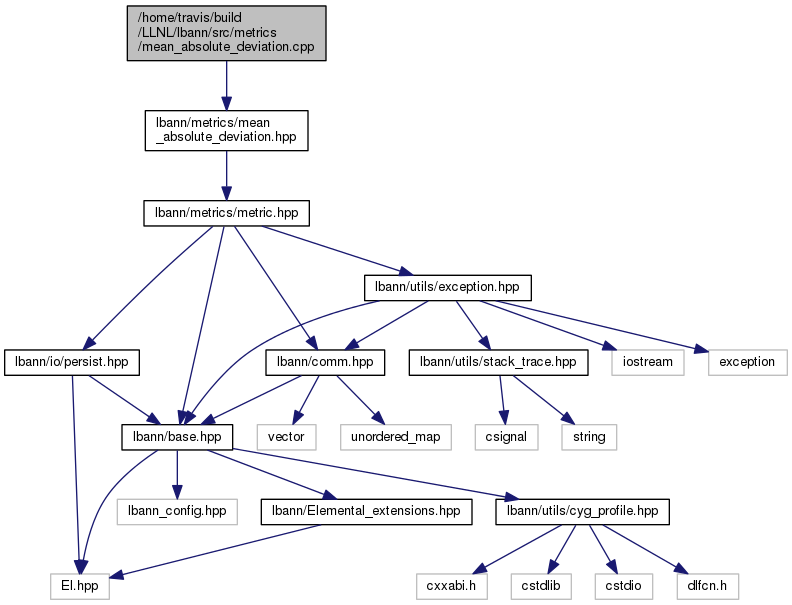 /home/travis/build
/LLNL/lbann/src/metrics
/mean_absolute_deviation.cpp
lbann/metrics/mean
_absolute_deviation.hpp
lbann/metrics/metric.hpp
lbann/utils/exception.hpp
lbann/io/persist.hpp
lbann/comm.hpp
lbann/utils/stack_trace.hpp
iostream
exception
lbann/base.hpp
vector
unordered_map
csignal
string
lbann_config.hpp
lbann/Elemental_extensions.hpp
lbann/utils/cyg_profile.hpp
El.hpp
cxxabi.h
cstdlib
cstdio
dlfcn.h